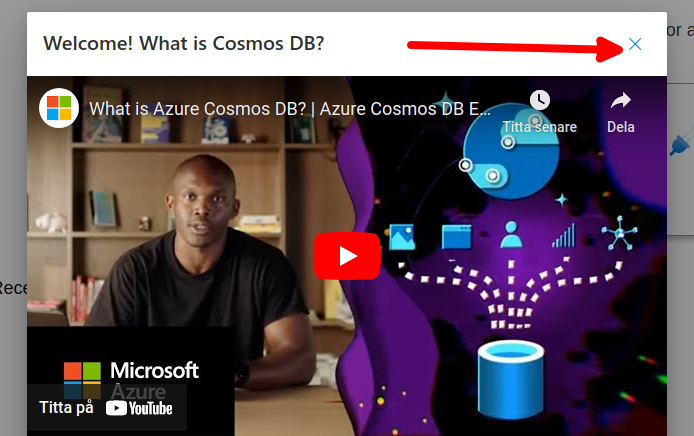 Welcome! What is Cosmos DB?
or a
What is Azure Cosmos DB? | Azure Cosmos DB E...
Titta senare
Dela
Rece
Microsoft
Azure
Titta på
YouTube